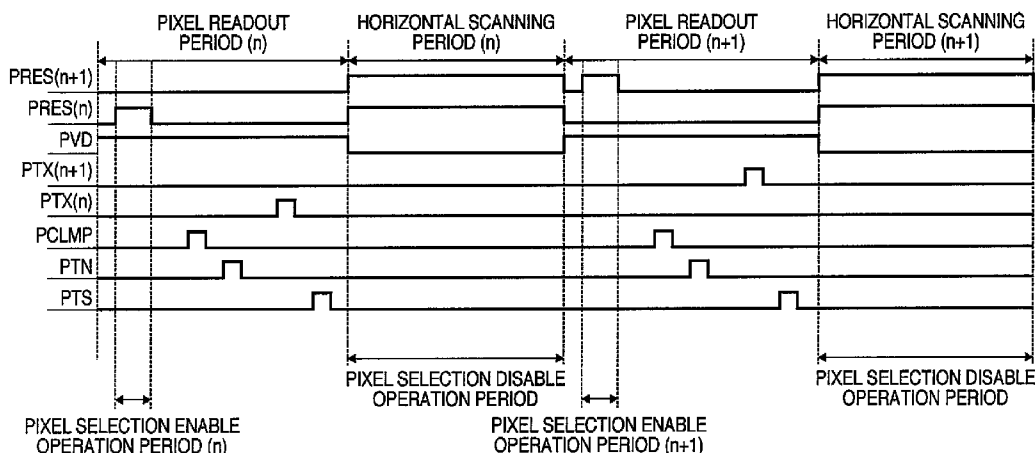 PIXEL READOUT
PERIOD (n)
HORIZONTAL SCANNING
PERIOD (n)
PIXEL READOUT
PERIOD (n+1)
HORIZONTAL SCANNING
PERIOD (n+1)
PRES(n+1)
PRES(n)
PVD
PTX(n+1)
PTX(n)
PCLMP
PTN
PTS
PIXEL SELECTION DISABLE
OPERATION PERIOD
PIXEL SELECTION DISABLE
OPERATION PERIOD
PIXEL SELECTION ENABLE
OPERATION PERIOD (n)
PIXEL SELECTION ENABLE
OPERATION PERIOD (n+1)